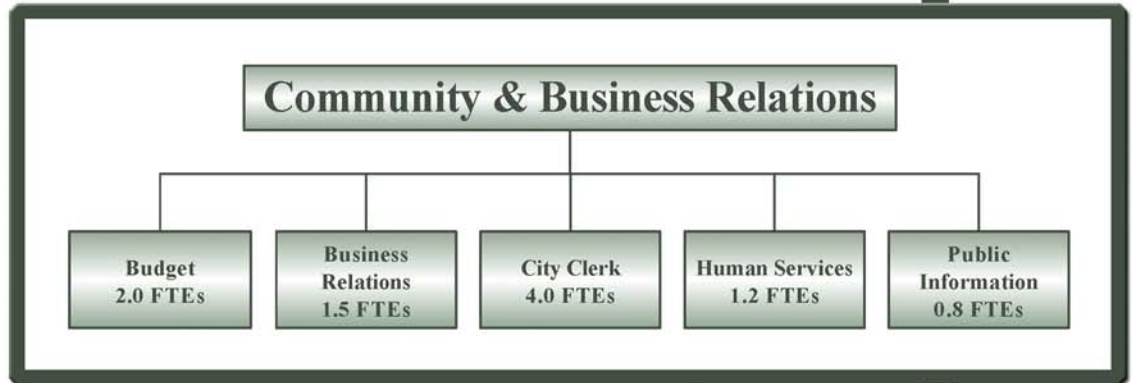 Community & Business Relations
Budget
2.0 FTEs
Business
Relations
1.5 FTEs
City Clerk
4.0 FTEs
Human Services
1.2 FTEs
Public
Information
0.8 FTEs